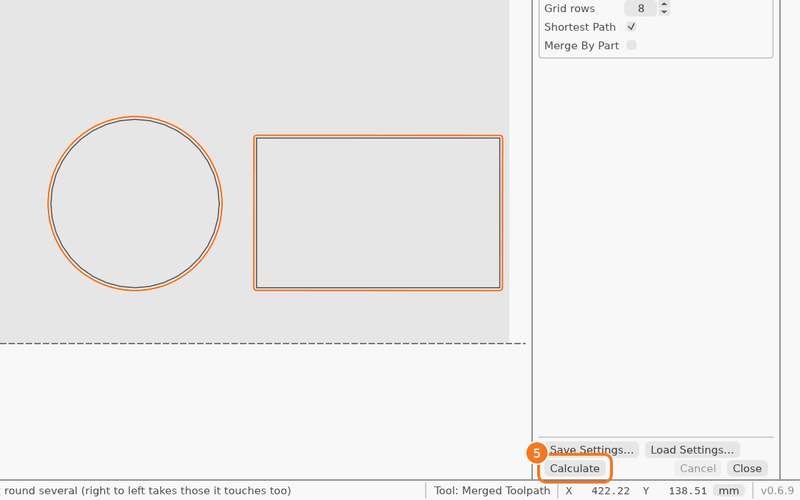 Grid rows 8
Shortest Path
Merge By Part
Save Settings... Load Settings...
5
Calculate Cancel Close
round several (right to left takes those it touches too) Tool: Merged Toolpath X 422.22 Y 138.51 mm v0.6.9